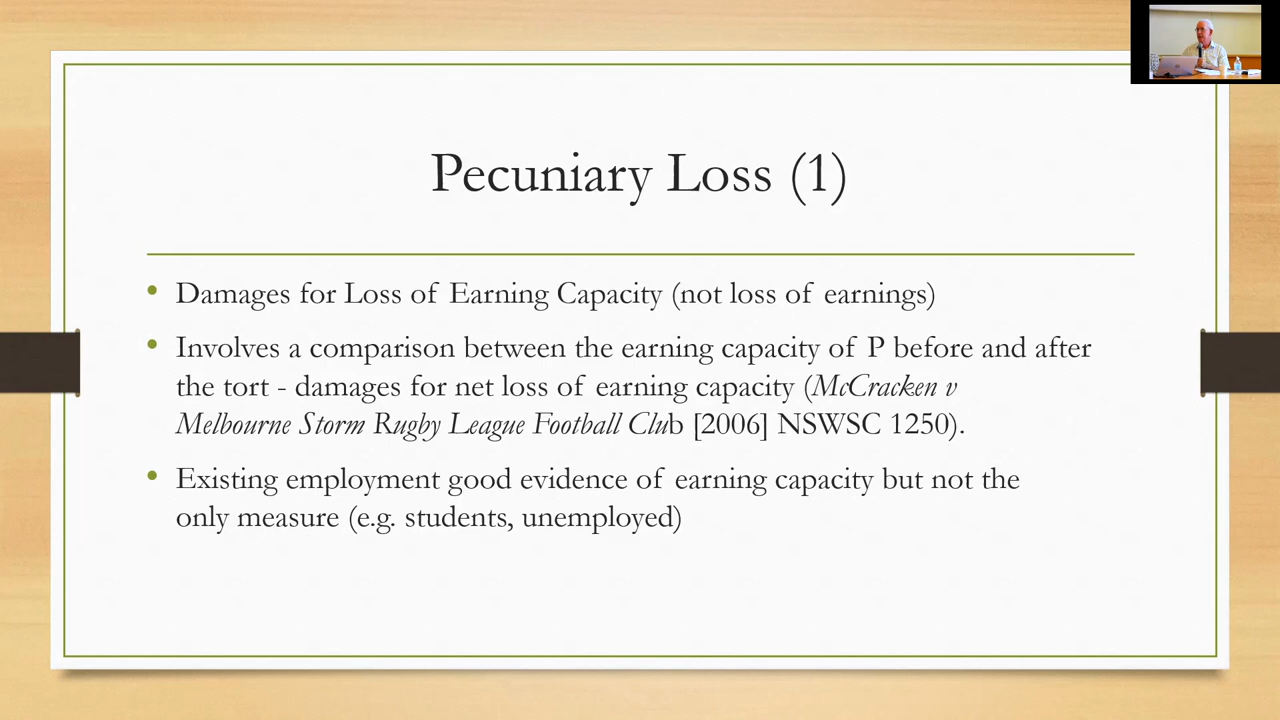 Pecuniary Loss (1)
• Damages for Loss of Earning Capacity (not loss of earnings)
• Involves a comparison between the earning capacity of P before and after
the tort - damages for net loss of earning capacity (McCracken v
Melbourne Storm Rugby League Football Club [2006] NSWSC 1250).
• Existing employment good evidence of earning capacity but not the
only measure (e.g. students, unemployed)